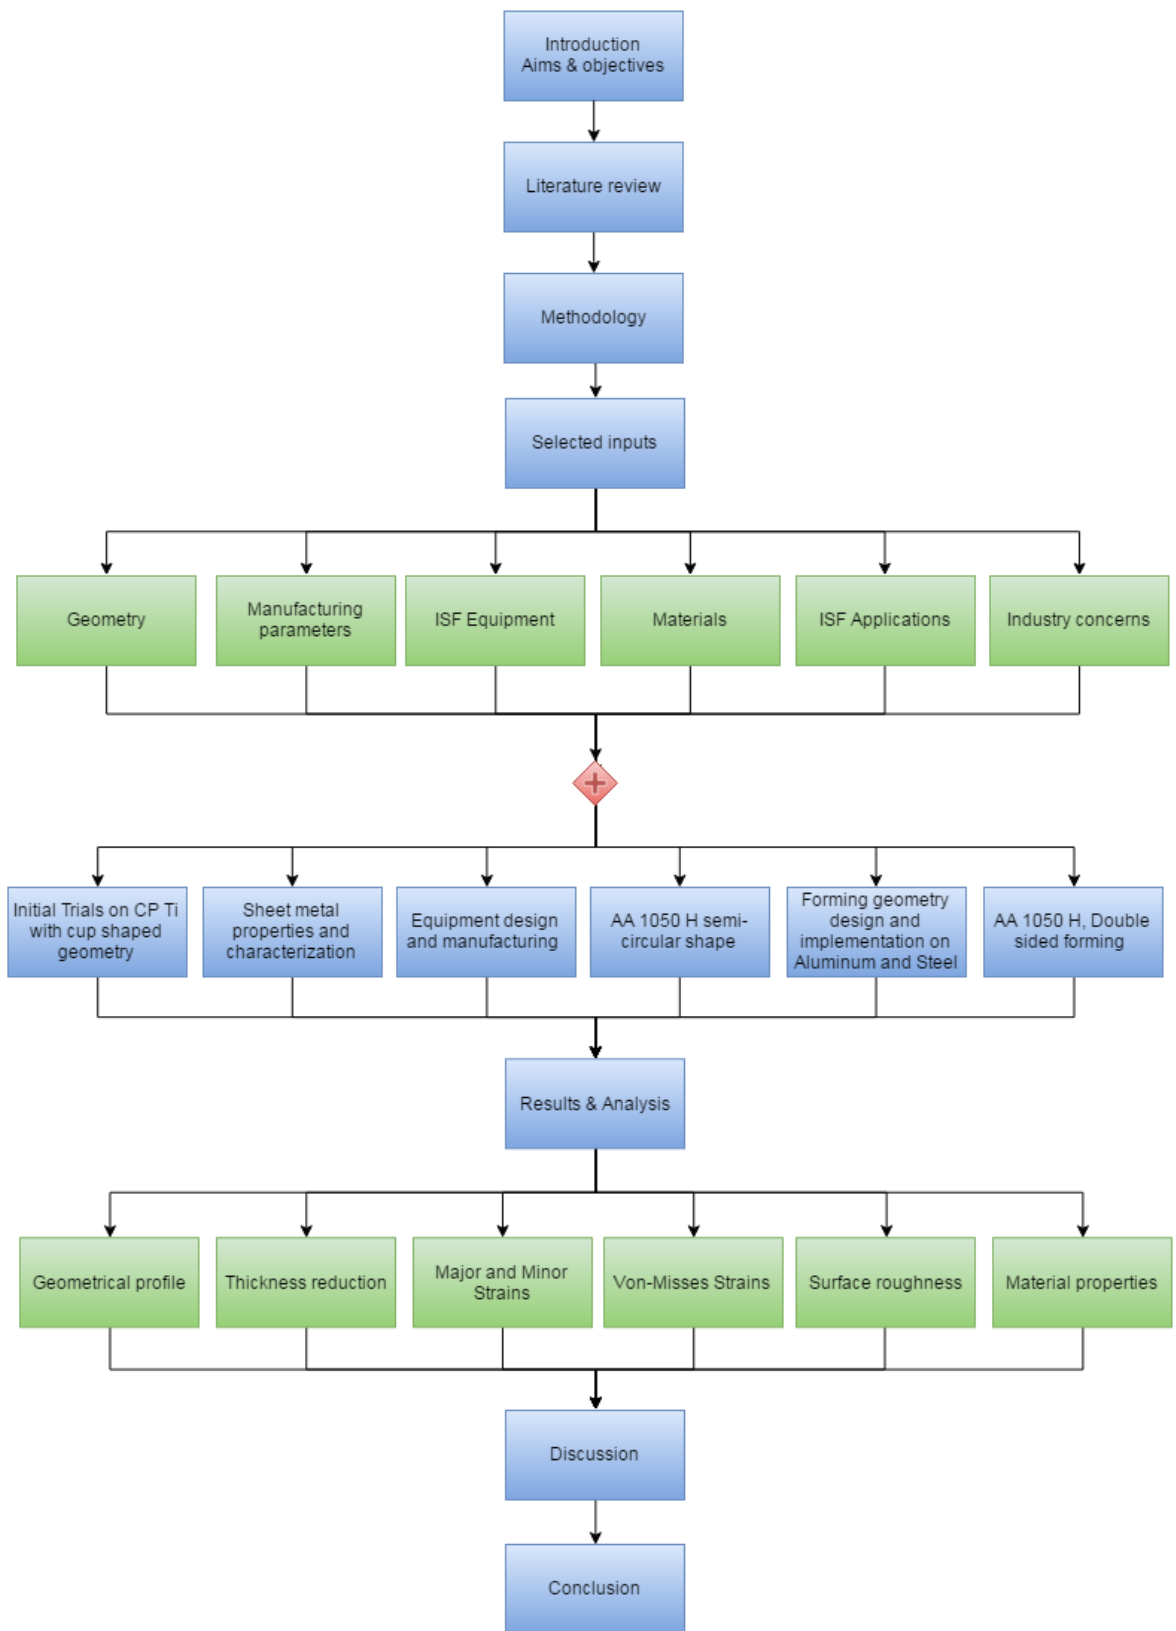 Introduction
Aims & objectives
Literature review
Methodology
Selected inputs
Geometry
Manufacturing
parameters
ISF Equipment
Materials
ISF Applications
Industry concerns
Initial Trials on CP Ti
with cup shaped
geometry
Sheet metal
properties and
characterization
Equipment design
and manufacturing
AA 1050 H semi-
circular shape
Forming geometry
design and
implementation on
Aluminum and Steel
AA 1050 H, Double
sided forming
Results & Analysis
Geometrical profile
Thickness reduction
Major and Minor
Strains
Von-Misses Strains
Surface roughness
Material properties
Discussion
Conclusion